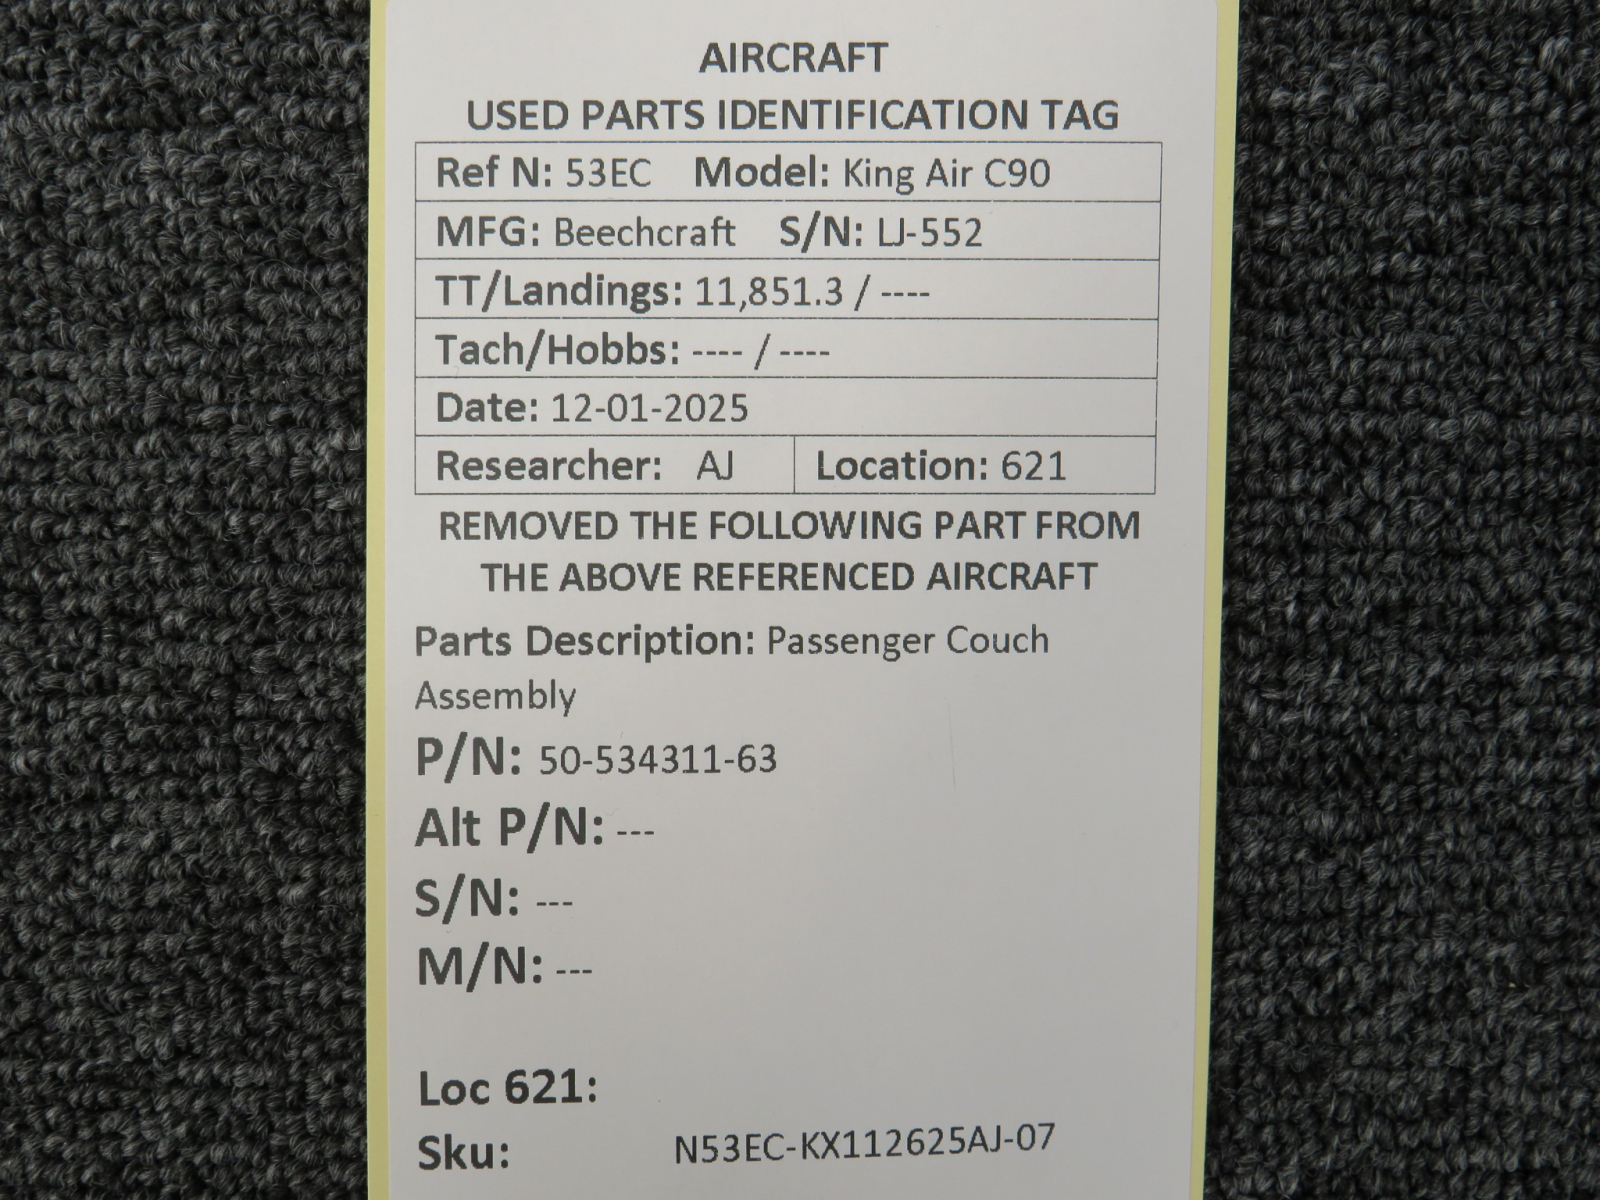 AIRCRAFT
USED PARTS IDENTIFICATION TAG
Ref N: 53EC Model: King Air C90
MFG: Beechcraft S/N: LJ-552
TT/Landings: 11,851.3 / ----
Tach/Hobbs: ---- / ----
Date: 12-01-2025
Researcher: AJ Location: 621
REMOVED THE FOLLOWING PART FROM
THE ABOVE REFERENCED AIRCRAFT
Parts Description: Passenger Couch
Assembly
P/N: 50-534311-63
Alt P/N: ---
S/N: ---
M/N: ---
Loc 621:
Sku: N53EC-KX112625AJ-07